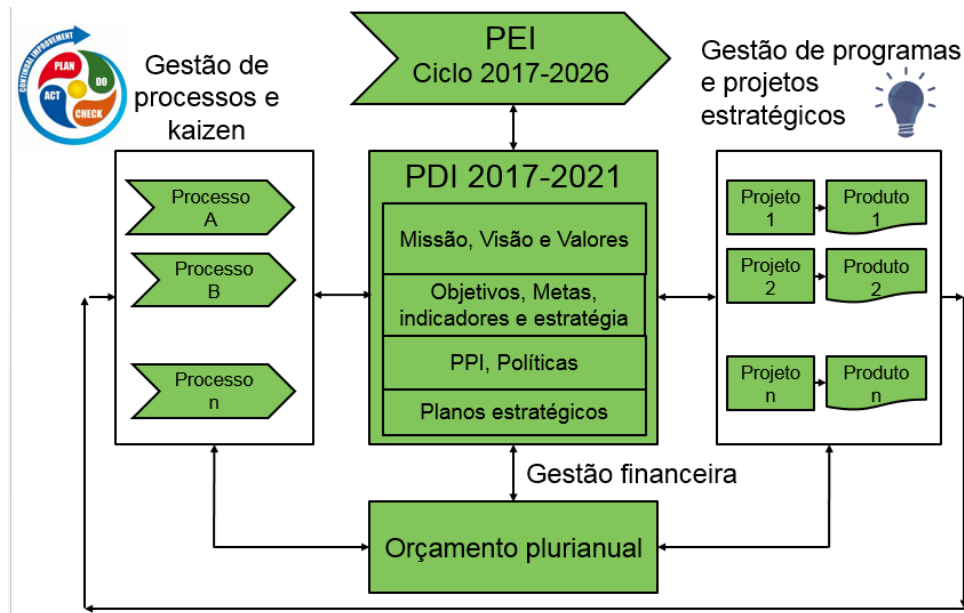 CONTINUAL IMPROVEMENT
PLAN
DO
ACT
CHECK
Gestão de
processos e
kaizen
PEI
Ciclo 2017-2026
Gestão de programas
e projetos
estratégicos
Processo
A
Processo
B
Processo
n
PDI 2017-2021
Missão, Visão e Valores
Objetivos, Metas,
indicadores e estratégia
PPI, Políticas
Planos estratégicos
Projeto
1
Produto
1
Projeto
2
Produto
2
Projeto
n
Produto
n
Gestão financeira
Orçamento plurianual